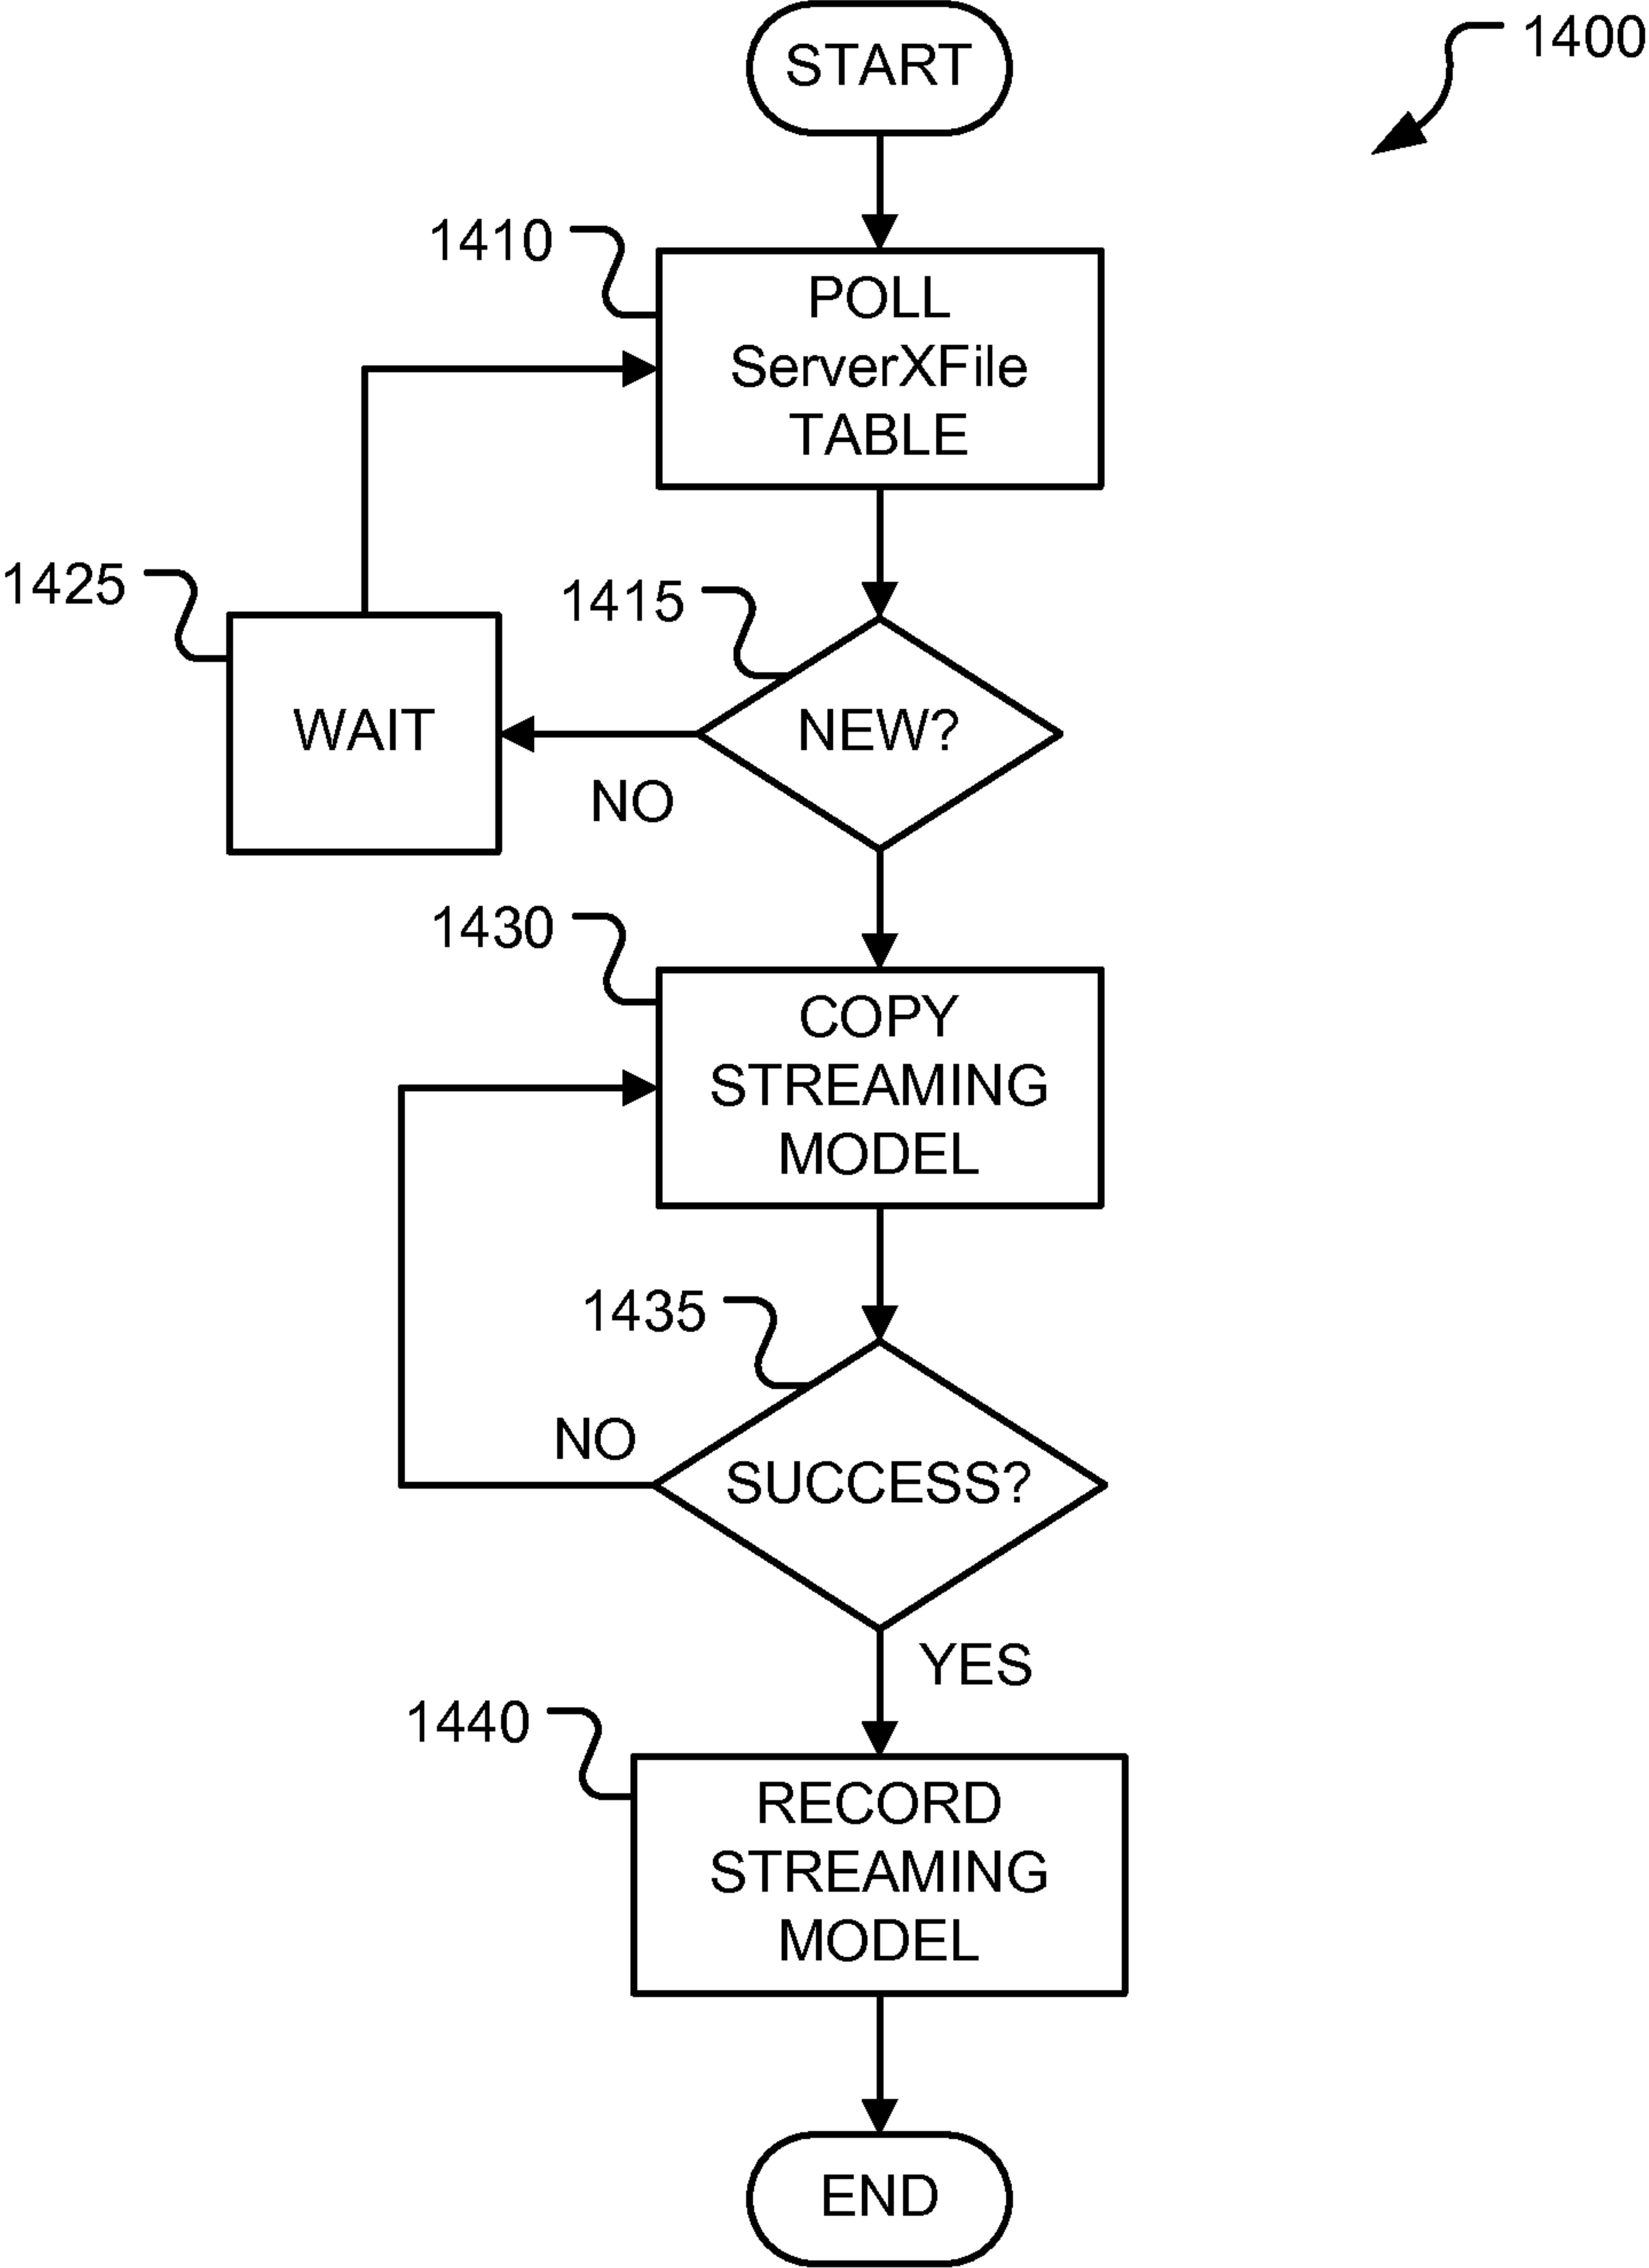 START
1400
1410
POLL
ServerXFile
TABLE
1425
1415
WAIT
NEW?
NO
1430
COPY
STREAMING
MODEL
1435
NO
SUCCESS?
YES
1440
RECORD
STREAMING
MODEL
END